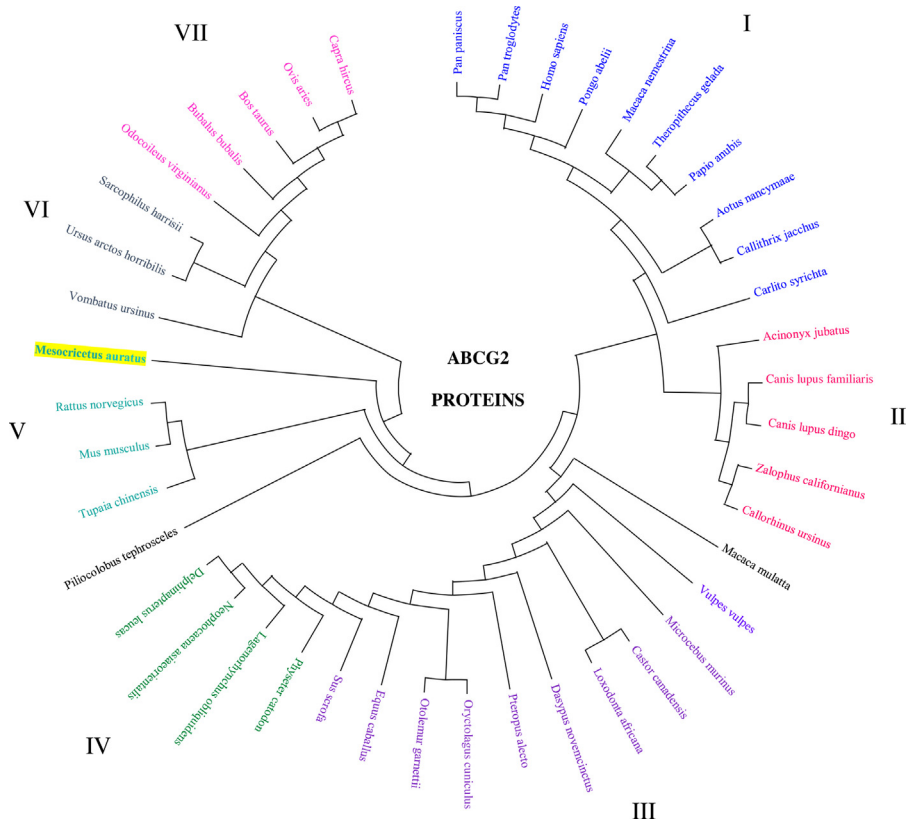 VII
I
Capra hircus
Ovis aries
Bos taurus
Bubalus bubalis
Odocoileus virginianus
VI
Sarcophilus harrisii
Ursus arctos horribilis
Vombatus ursinus
Mesocricetus auratus
V
Rattus norvegicus
Mus musculus
Tupaia chinensis
Piliocolobus tephrosceles
IV
Delphinapterus leucas
Neophocaena asiaeorientalis
Lagenorhynchus obliquidens
Physeter catodon
Sus scrofa
Equus caballus
Otolemur garnettii
Oryctolagus cuniculus
Pteropus alecto
Dasypus novemcinctus
Loxodonta africana
Castor canadensis
Microcebus murinus
III
Vulpes vulpes
Macaca mulatta
Callorhinus ursinus
Zalophus californianus
Canis lupus dingo
Canis lupus familiaris
Acinonyx jubatus
II
Carlito syrichta
Callithrix jacchus
Aotus nancymaae
Papio anubis
Theropithecus gelada
Macaca nemestrina
Pongo abelii
Homo sapiens
Pan troglodytes
Pan paniscus
ABCG2
PROTEINS